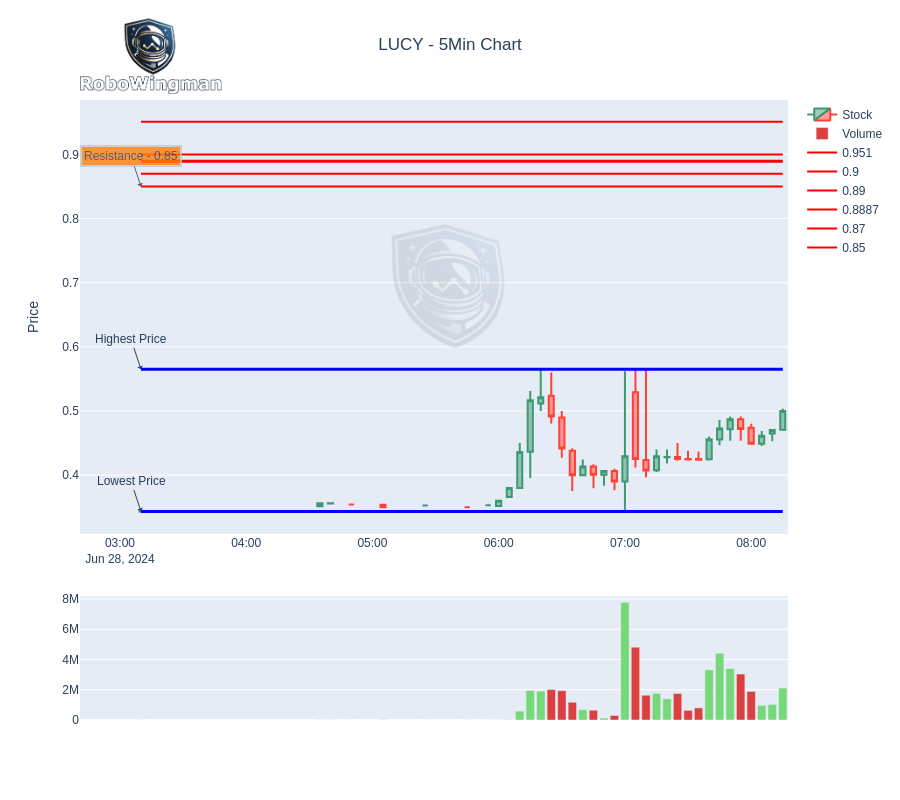 RoboWingman
LUCY - 5Min Chart
Stock
Volume
0.951
0.9
0.89
0.8887
0.87
0.85
Price
0.9
0.8
0.7
0.6
0.5
0.4
Resistance - 0.85
Highest Price
Lowest Price
03:00
04:00
05:00
06:00
07:00
08:00
Jun 28, 2024
8M
6M
4M
2M
0